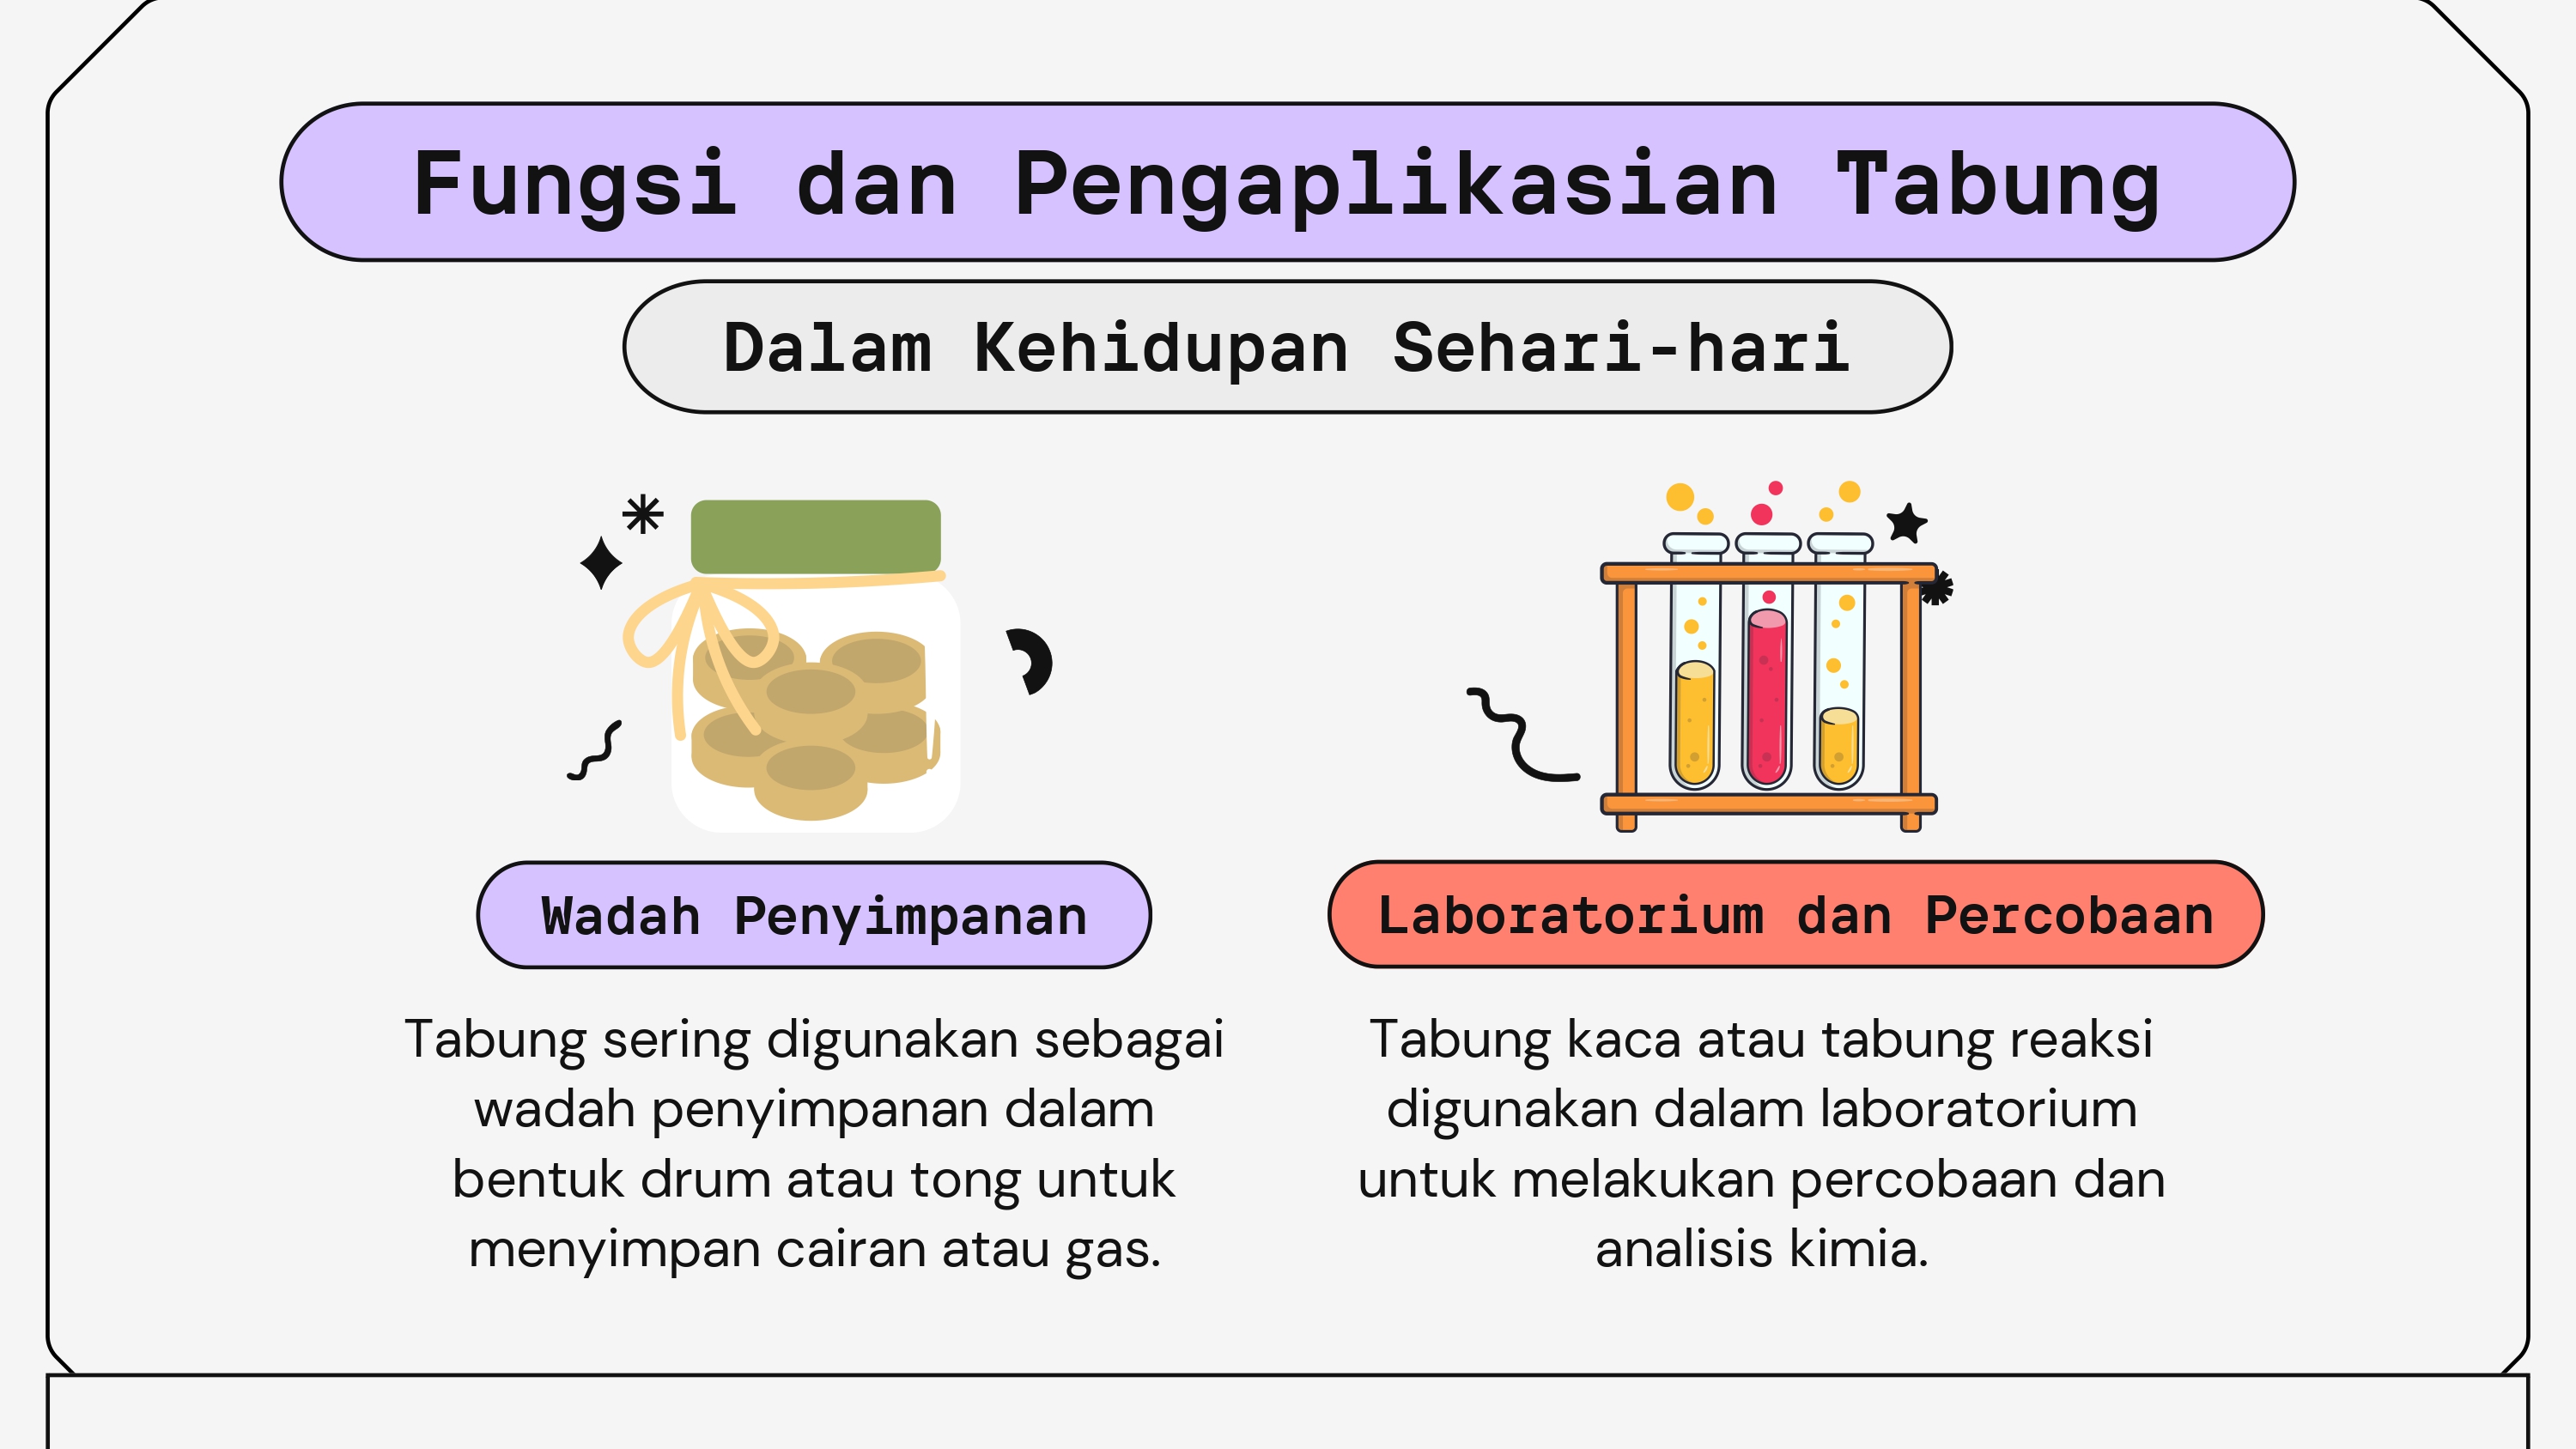 Fungsi dan Pengaplikasian Tabung
Dalam Kehidupan Sehari-hari
Wadah Penyimpanan
Tabung sering digunakan sebagai
wadah penyimpanan dalam
bentuk drum atau tong untuk
menyimpan cairan atau gas.
Laboratorium dan Percobaan
Tabung kaca atau tabung reaksi
digunakan dalam laboratorium
untuk melakukan percobaan dan
analisis kimia.